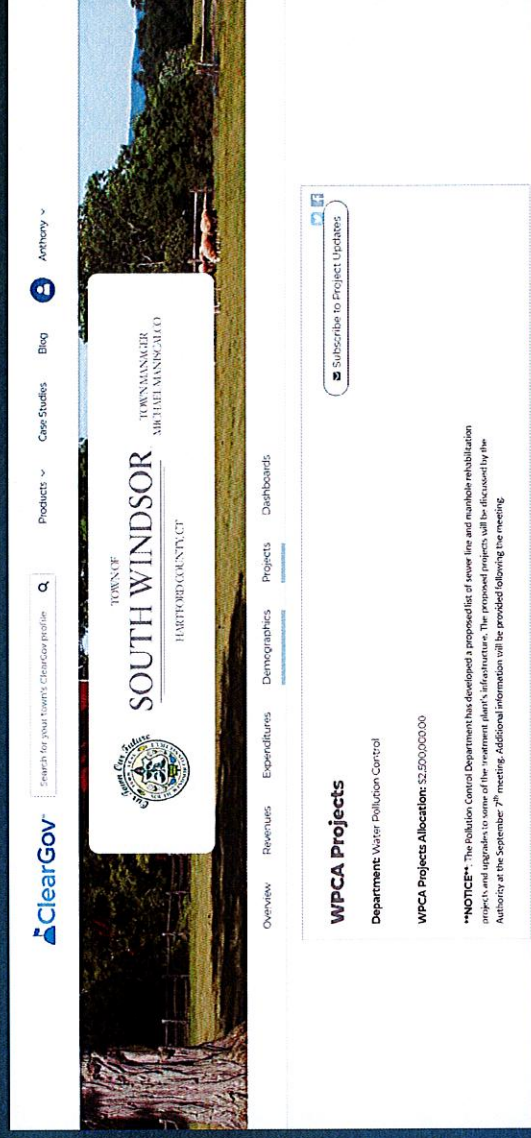 ClearGov
Search for your town's ClearGov profile
Products
Case Studies
Blog
Anthony
Our Town Our Future
TOWN OF
SOUTH WINDSOR
HARTFORD COUNTY, CT
TOWN MANAGER
MICHAEL MANISCALCO
Overview
Revenues
Expenditures
Demographics
Projects
Dashboards
WPCA Projects
Subscribe to Project Updates
Department: Water Pollution Control
WPCA Projects Allocation: $2,500,000.00
**NOTICE**: The Pollution Control Department has developed a proposed list of sewer line and manhole rehabilitation
projects and upgrades to some of the treatment plant's infrastructure. The proposed projects will be discussed by the
Authority at the September 7th meeting. Additional information will be provided following the meeting.